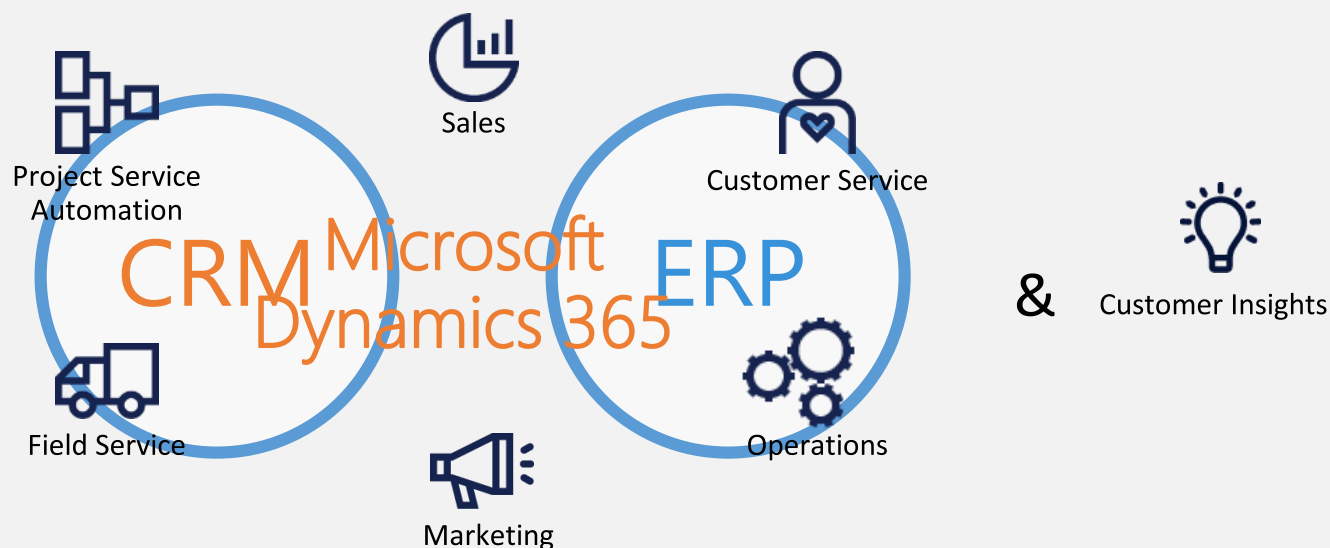 Sales
Project Service
Automation
Customer Service
CRM
Microsoft
Dynamics 365
ERP
&
Customer Insights
Field Service
Operations
Marketing